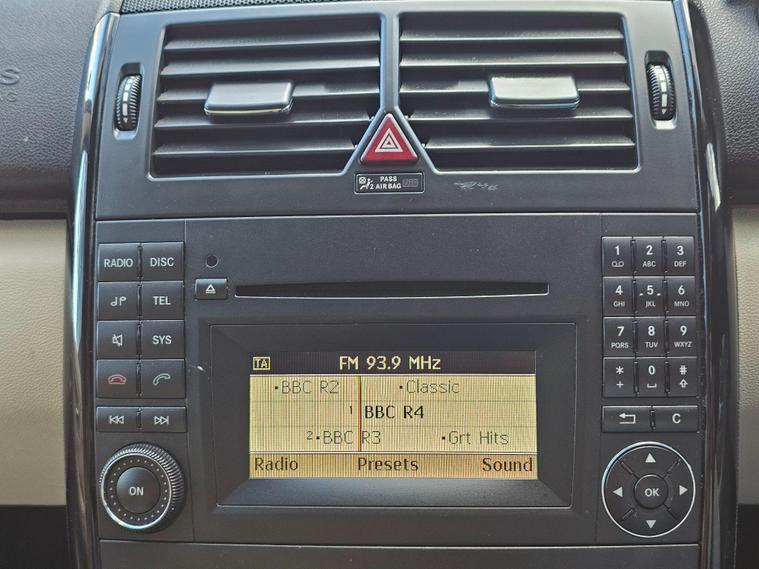 PASS
2 AIR BAG
RADIO DISC
TEL
SYS
ON
TA FM 93.9 MHz
•BBC R2 •Classic
1 BBC R4
2•BBC R3 •Grt Hits
Radio Presets Sound
1 2 ABC 3 DEF
4 GHI 5 JKL 6 MNO
7 PQRS 8 TUV 9 WXYZ
* + 0 #
C
OK